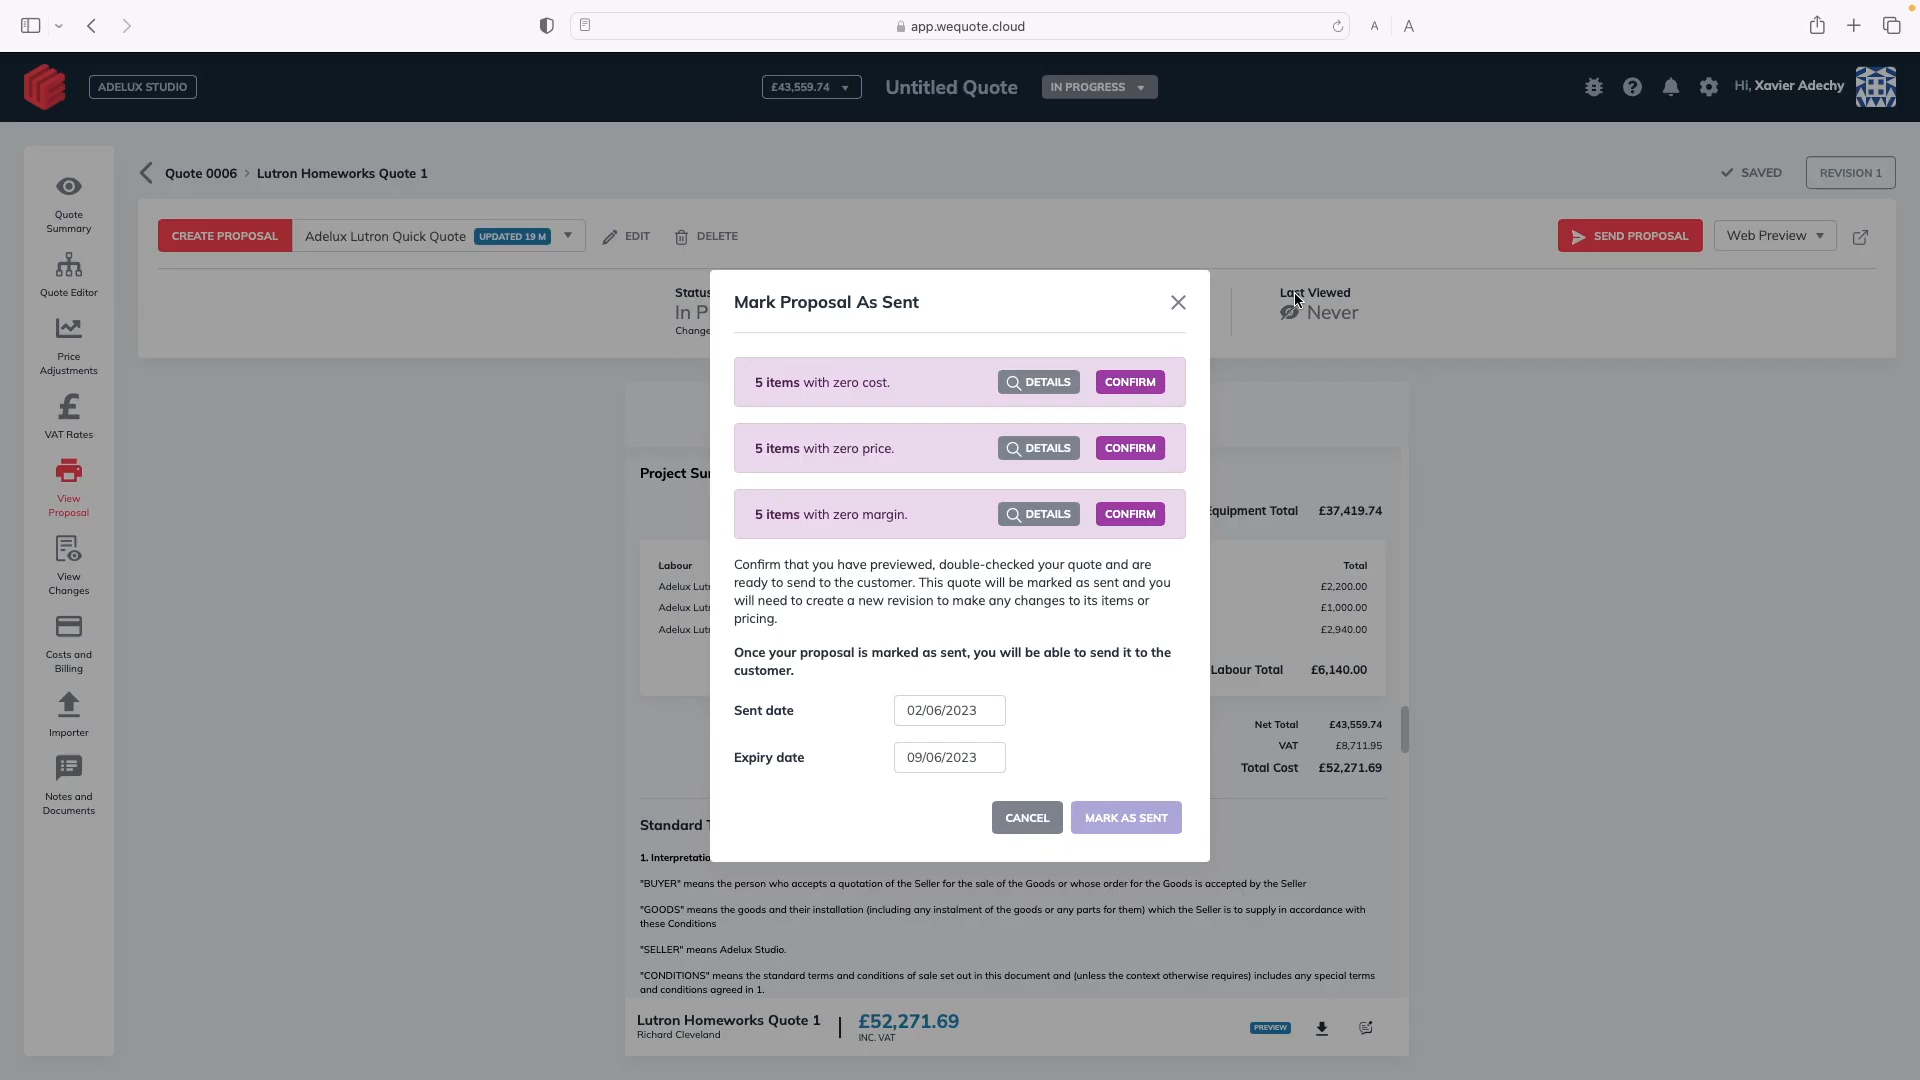 app.wequote.cloud
A
A
ADELUX STUDIO
£43,559.74
Untitled Quote
IN PROGRESS
Hi, Xavier Adechy
Quote 0006 > Lutron Homeworks Quote 1
SAVED
REVISION 1
Quote
Summary
Quote Editor
Price
Adjustments
VAT Rates
View
Proposal
View
Changes
Costs and
Billing
Importer
Notes and
Documents
CREATE PROPOSAL
Adelux Lutron Quick Quote
UPDATED 19 M
EDIT
DELETE
SEND PROPOSAL
Web Preview
Status
In P
Change
Last Viewed
Never
Mark Proposal As Sent
5 items with zero cost.
DETAILS
CONFIRM
5 items with zero price.
DETAILS
CONFIRM
5 items with zero margin.
DETAILS
CONFIRM
Confirm that you have previewed, double-checked your quote and are
ready to send to the customer. This quote will be marked as sent and you
will need to create a new revision to make any changes to its items or
pricing.
Once your proposal is marked as sent, you will be able to send it to the
customer.
Sent date
02/06/2023
Expiry date
09/06/2023
CANCEL
MARK AS SENT
Project Su
Equipment Total £37,419.74
Labour
Total
Adelux Lut
£2,200.00
Adelux Lut
£1,000.00
Adelux Lut
£2,940.00
Labour Total £6,140.00
Net Total £43,559.74
VAT £8,711.95
Total Cost £52,271.69
Standard T
1. Interpretatio
"BUYER" means the person who accepts a quotation of the Seller for the sale of the Goods or whose order for the Goods is accepted by the Seller
"GOODS" means the goods and their installation (including any instalment of the goods or any parts for them) which the Seller is to supply in accordance with
these Conditions
"SELLER" means Adelux Studio.
"CONDITIONS" means the standard terms and conditions of sale set out in this document and (unless the context otherwise requires) includes any special terms
and conditions agreed in 1.
Lutron Homeworks Quote 1
Richard Cleveland
£52,271.69
INC. VAT
PREVIEW